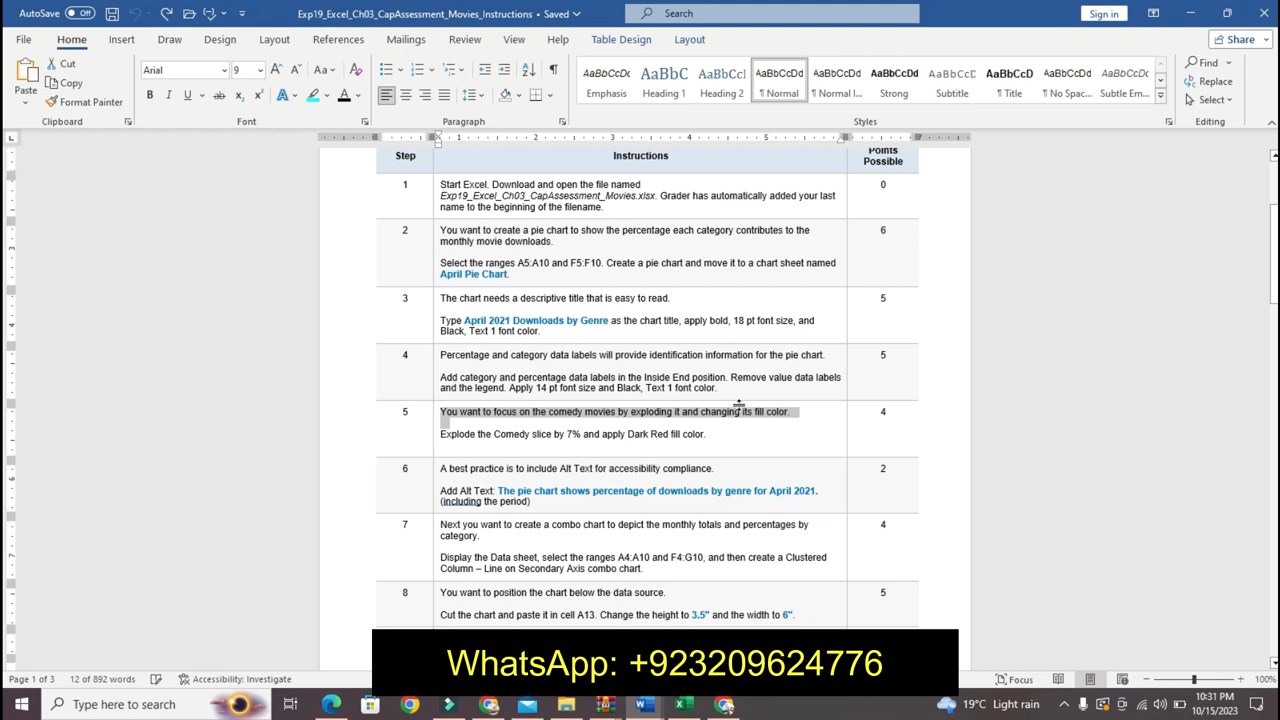 AutoSave Off Exp19_Excel_Ch03_CapAssessment_Movies_Instructions • Saved Search Sign in
File Home Insert Draw Design Layout References Mailings Review View Help Table Design Layout Share
Paste Cut Copy Format Painter
Arial 9 Aa
B I U ab x₂ x² A A
AaBbCcDc AaBbC AaBbCcI AaBbCcDd AaBbCcDd AaBbCcDd AaBbCcDd AaBbCcDd AaBbCcDd AaBbCcDd
Emphasis Heading 1 Heading 2 ¶ Normal ¶ Normal I... Strong Subtitle ¶ Title ¶ No Spac... Subtle Em...
Find Replace Select
Clipboard Font Paragraph Styles Editing
Step Instructions Points Possible
1 Start Excel. Download and open the file named 0
Exp19_Excel_Ch03_CapAssessment_Movies.xlsx. Grader has automatically added your last
name to the beginning of the filename.
2 You want to create a pie chart to show the percentage each category contributes to the 6
monthly movie downloads.
Select the ranges A5:A10 and F5:F10. Create a pie chart and move it to a chart sheet named
April Pie Chart.
3 The chart needs a descriptive title that is easy to read. 5
Type April 2021 Downloads by Genre as the chart title, apply bold, 18 pt font size, and
Black, Text 1 font color.
4 Percentage and category data labels will provide identification information for the pie chart. 5
Add category and percentage data labels in the Inside End position. Remove value data labels
and the legend. Apply 14 pt font size and Black, Text 1 font color.
5 You want to focus on the comedy movies by exploding it and changing its fill color. 4
Explode the Comedy slice by 7% and apply Dark Red fill color.
6 A best practice is to include Alt Text for accessibility compliance. 2
Add Alt Text: The pie chart shows percentage of downloads by genre for April 2021.
(including the period)
7 Next you want to create a combo chart to depict the monthly totals and percentages by 4
category.
Display the Data sheet, select the ranges A4:A10 and F4:G10, and then create a Clustered
Column – Line on Secondary Axis combo chart.
8 You want to position the chart below the data source. 5
Cut the chart and paste it in cell A13. Change the height to 3.5" and the width to 6".
WhatsApp: +923209624776
Page 1 of 3 12 of 892 words Accessibility: Investigate Focus 100%
Type here to search 19°C Light rain 10:31 PM
10/15/2023